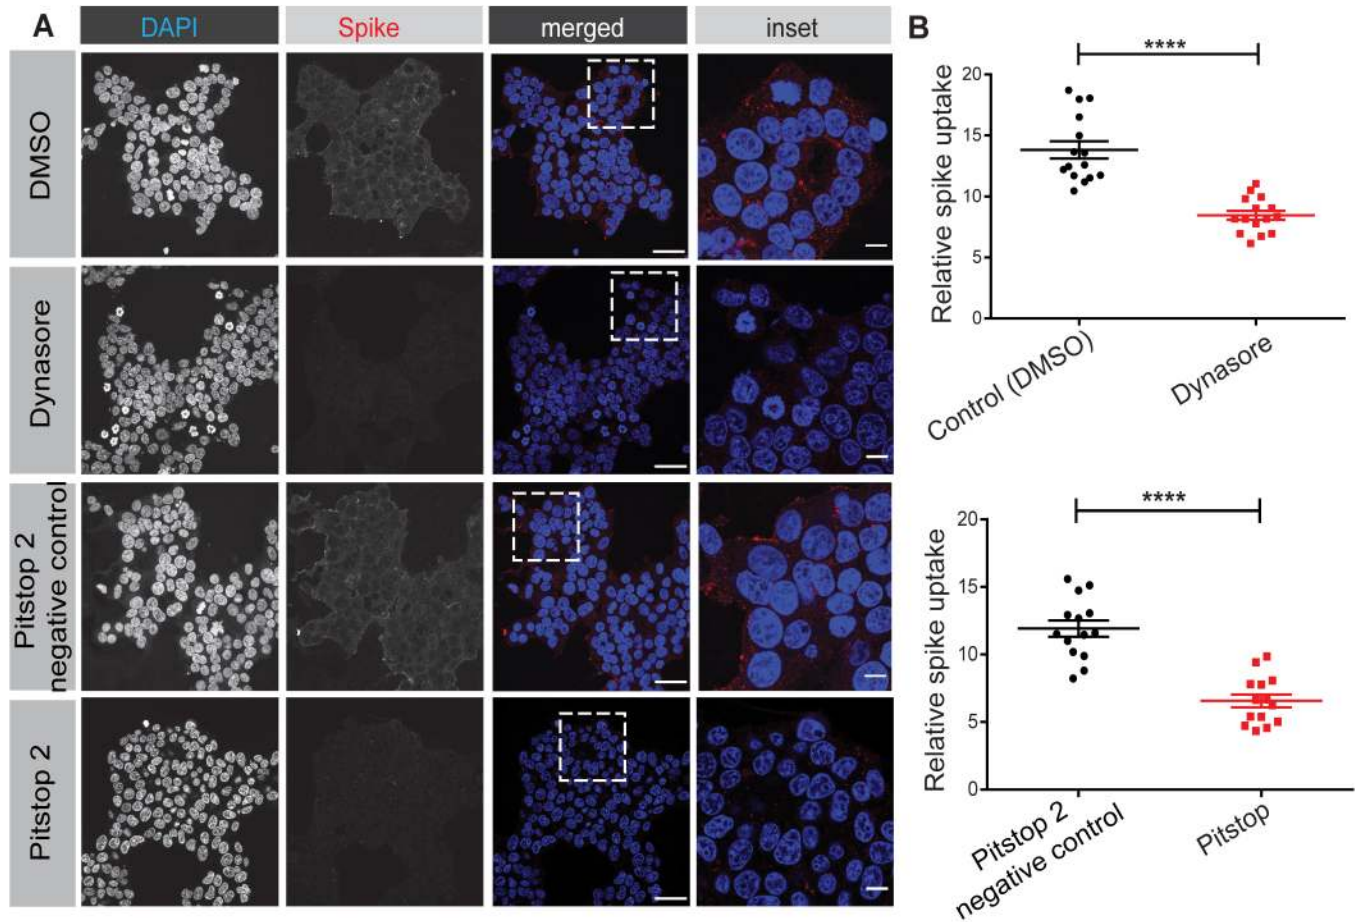 A
DAPI
Spike
merged
inset
DMSO
Dynasore
Pitstop 2
negative control
Pitstop 2
B
****
Relative spike uptake
20
15
10
5
0
Control (DMSO)
Dynasore
****
Relative spike uptake
20
15
10
5
0
Pitstop 2
negative control
Pitstop